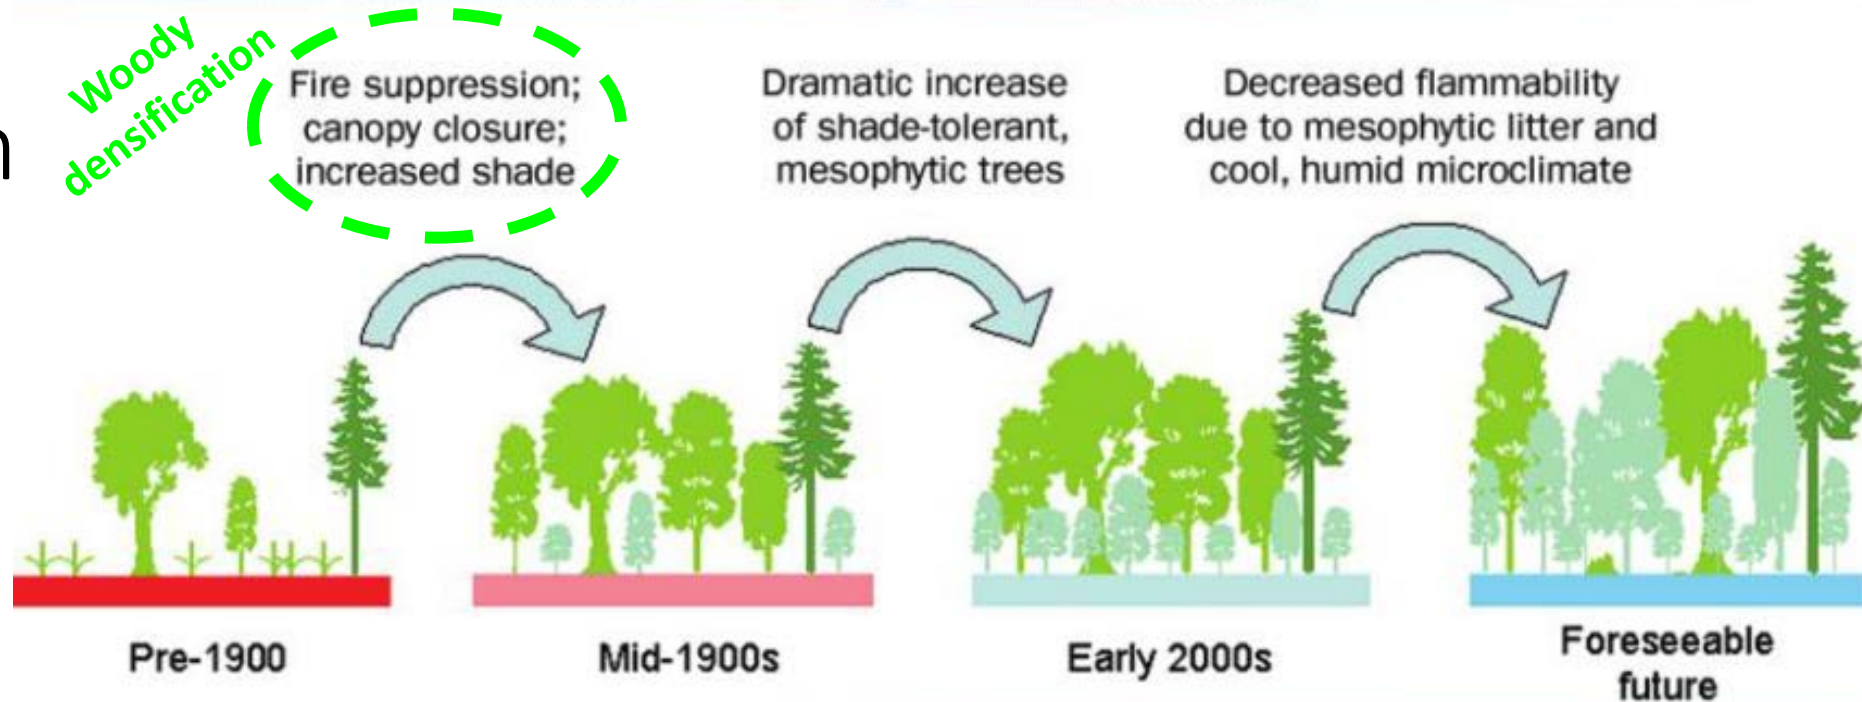 Woody
densification
n
Fire suppression;
canopy closure;
increased shade
Dramatic increase
of shade-tolerant,
mesophytic trees
Decreased flammability
due to mesophytic litter and
cool, humid microclimate
Pre-1900
Mid-1900s
Early 2000s
Foreseeable
future